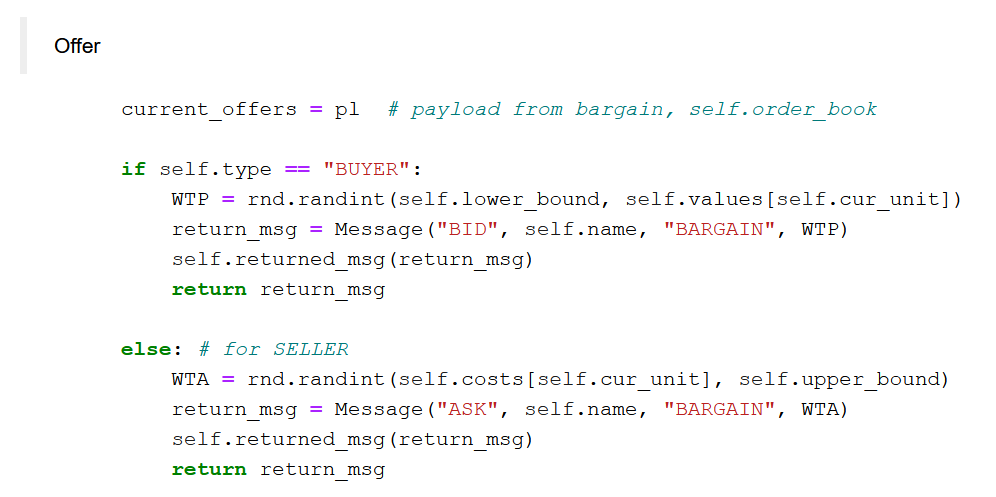 Offer
current_offers = pl  # payload from bargain, self.order_book
if self.type == "BUYER":
    WTP = rnd.randint(self.lower_bound, self.values[self.cur_unit])
    return_msg = Message("BID", self.name, "BARGAIN", WTP)
    self.returned_msg(return_msg)
    return return_msg
else: # for SELLER
    WTA = rnd.randint(self.costs[self.cur_unit], self.upper_bound)
    return_msg = Message("ASK", self.name, "BARGAIN", WTA)
    self.returned_msg(return_msg)
    return return_msg